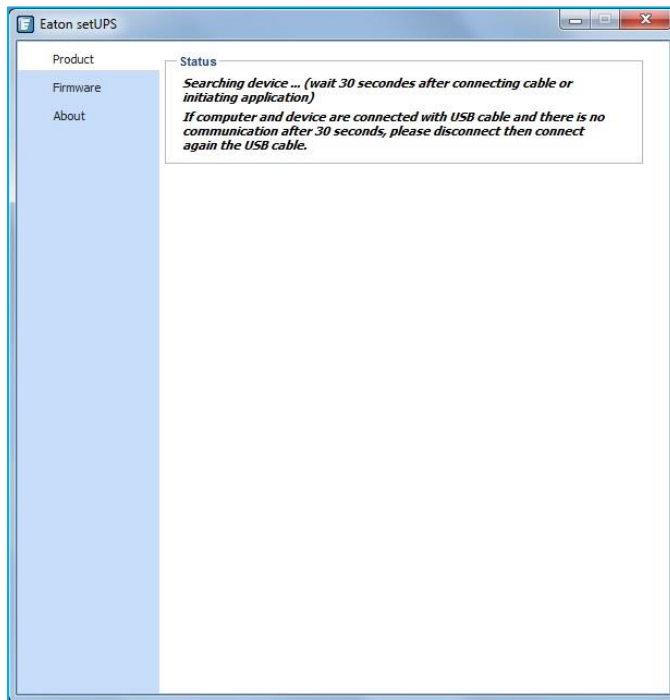 Eaton setUPS
Product
Firmware
About
Status
Searching device ... (wait 30 secondes after connecting cable or
initiating application)
If computer and device are connected with USB cable and there is no
communication after 30 seconds, please disconnect then connect
again the USB cable.